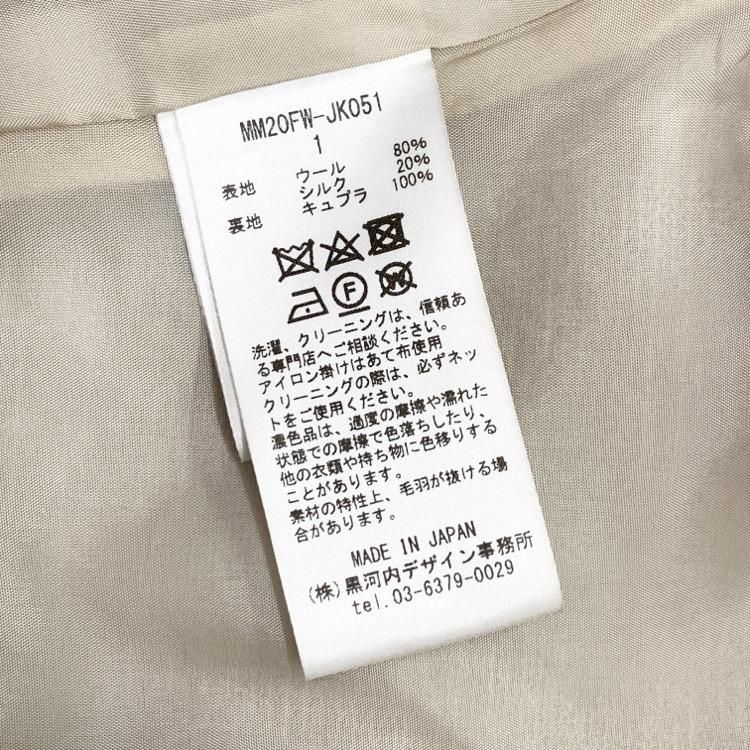 MM20FW-JK051
1
表地 ウール 80%
シルク 20%
裏地 キュプラ 100%
F W
洗濯、クリーニングは、信頼あ
る専門店へご相談ください。
アイロン掛けはあて布使用
クリーニングの際は、必ずネッ
トをご使用ください。
濃色品は、過度の摩擦や濡れた
状態での摩擦で色落ちしたり、
他の衣類や持ち物に色移りする
ことがあります。
素材の特性上、毛羽が抜ける場
合があります。
MADE IN JAPAN
(株)黒河内デザイン事務所
tel.03-6379-0029